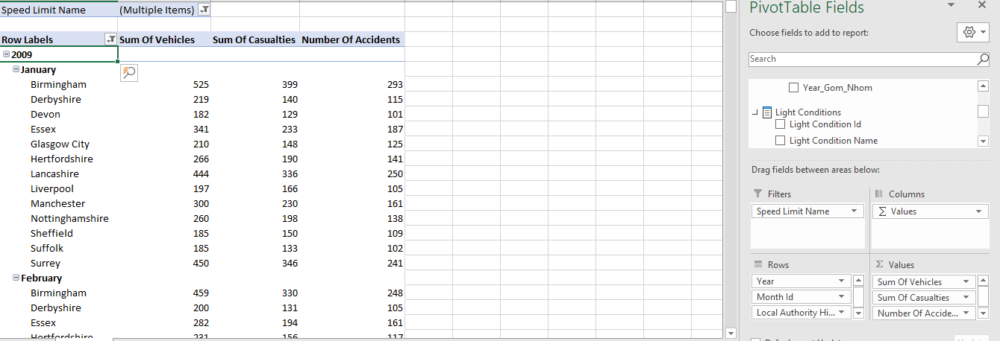 Speed Limit Name (Multiple Items)
Row Labels Sum Of Vehicles Sum Of Casualties Number Of Accidents
2009
January
Birmingham 525 399 293
Derbyshire 219 140 115
Devon 182 129 101
Essex 341 233 187
Glasgow City 210 148 125
Hertfordshire 266 190 141
Lancashire 444 336 250
Liverpool 197 166 105
Manchester 300 230 161
Nottinghamshire 260 198 138
Sheffield 185 150 109
Suffolk 185 133 102
Surrey 450 346 241
February
Birmingham 459 330 248
Derbyshire 200 131 105
Essex 282 194 161
Hertfordshire 231 156 117
PivotTable Fields
Choose fields to add to report:
Search
Year_Gom_Nhom
Light Conditions
Light Condition Id
Light Condition Name
Drag fields between areas below:
Filters
Speed Limit Name
Columns
Σ Values
Rows
Year
Month Id
Local Authority Hi...
Σ Values
Sum Of Vehicles
Sum Of Casualties
Number Of Accide...